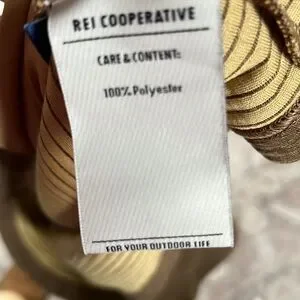 REI COOPERATIVE
CARE & CONTENT:
100% Polyester
FOR YOUR OUTDOOR LIFE